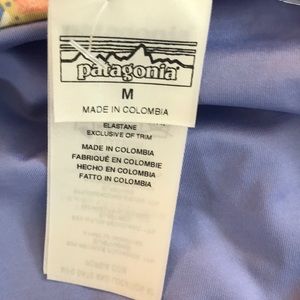 patagonia
M
MADE IN COLOMBIA
ELASTANE
EXCLUSIVE OF TRIM
MADE IN COLOMBIA
FABRIQUÉ EN COLOMBIE
HECHO EN COLOMBIA
FATTO IN COLOMBIA